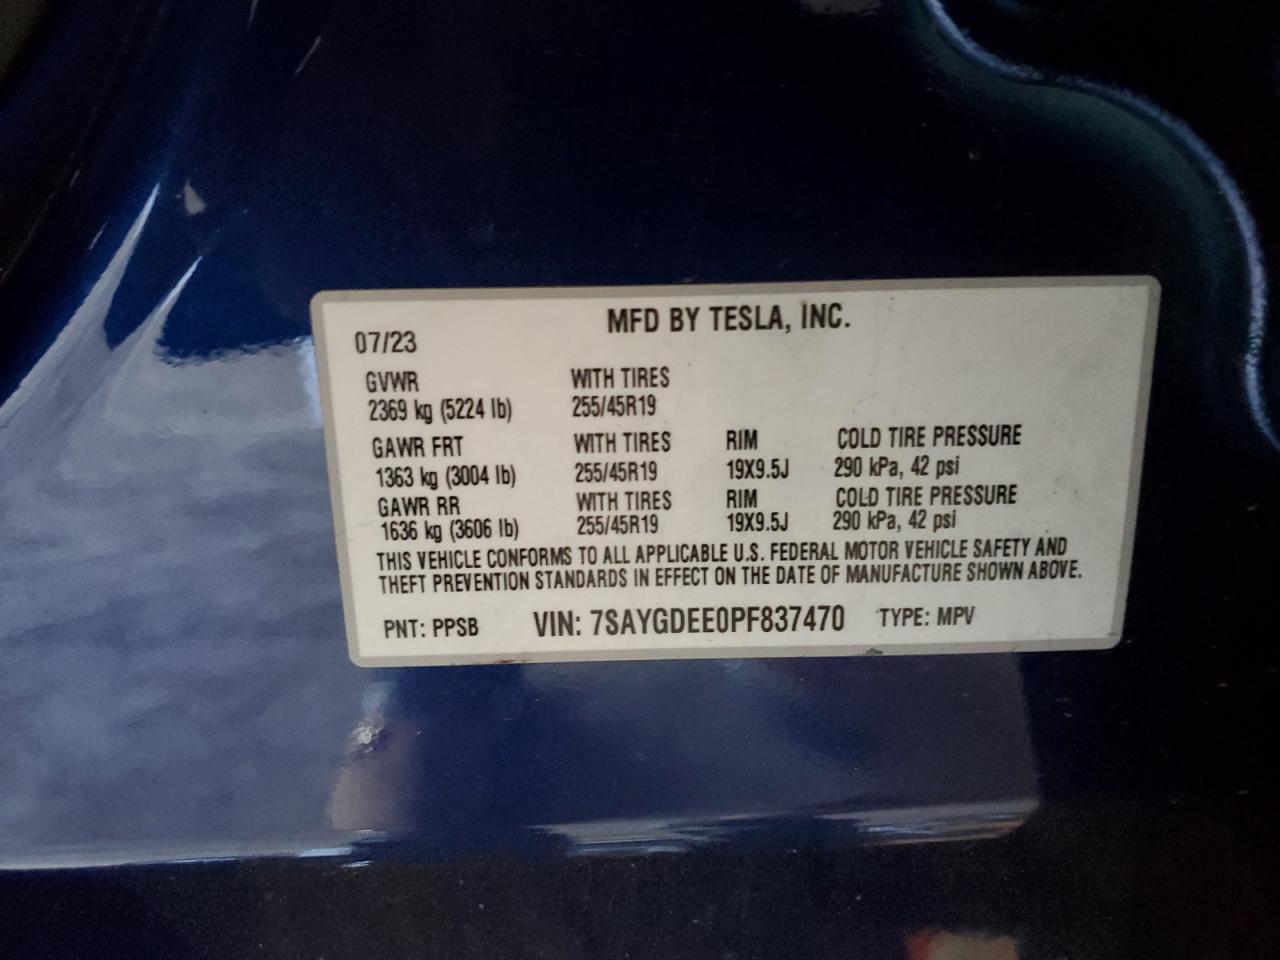 MFD BY TESLA, INC.
07/23
GVWR WITH TIRES
2369 kg (5224 lb) 255/45R19
GAWR FRT WITH TIRES RIM COLD TIRE PRESSURE
1363 kg (3004 lb) 255/45R19 19X9.5J 290 kPa, 42 psi
GAWR RR WITH TIRES RIM COLD TIRE PRESSURE
1636 kg (3606 lb) 255/45R19 19X9.5J 290 kPa, 42 psi
THIS VEHICLE CONFORMS TO ALL APPLICABLE U.S. FEDERAL MOTOR VEHICLE SAFETY AND
THEFT PREVENTION STANDARDS IN EFFECT ON THE DATE OF MANUFACTURE SHOWN ABOVE.
PNT: PPSB VIN: 7SAYGDEE0PF837470 TYPE: MPV